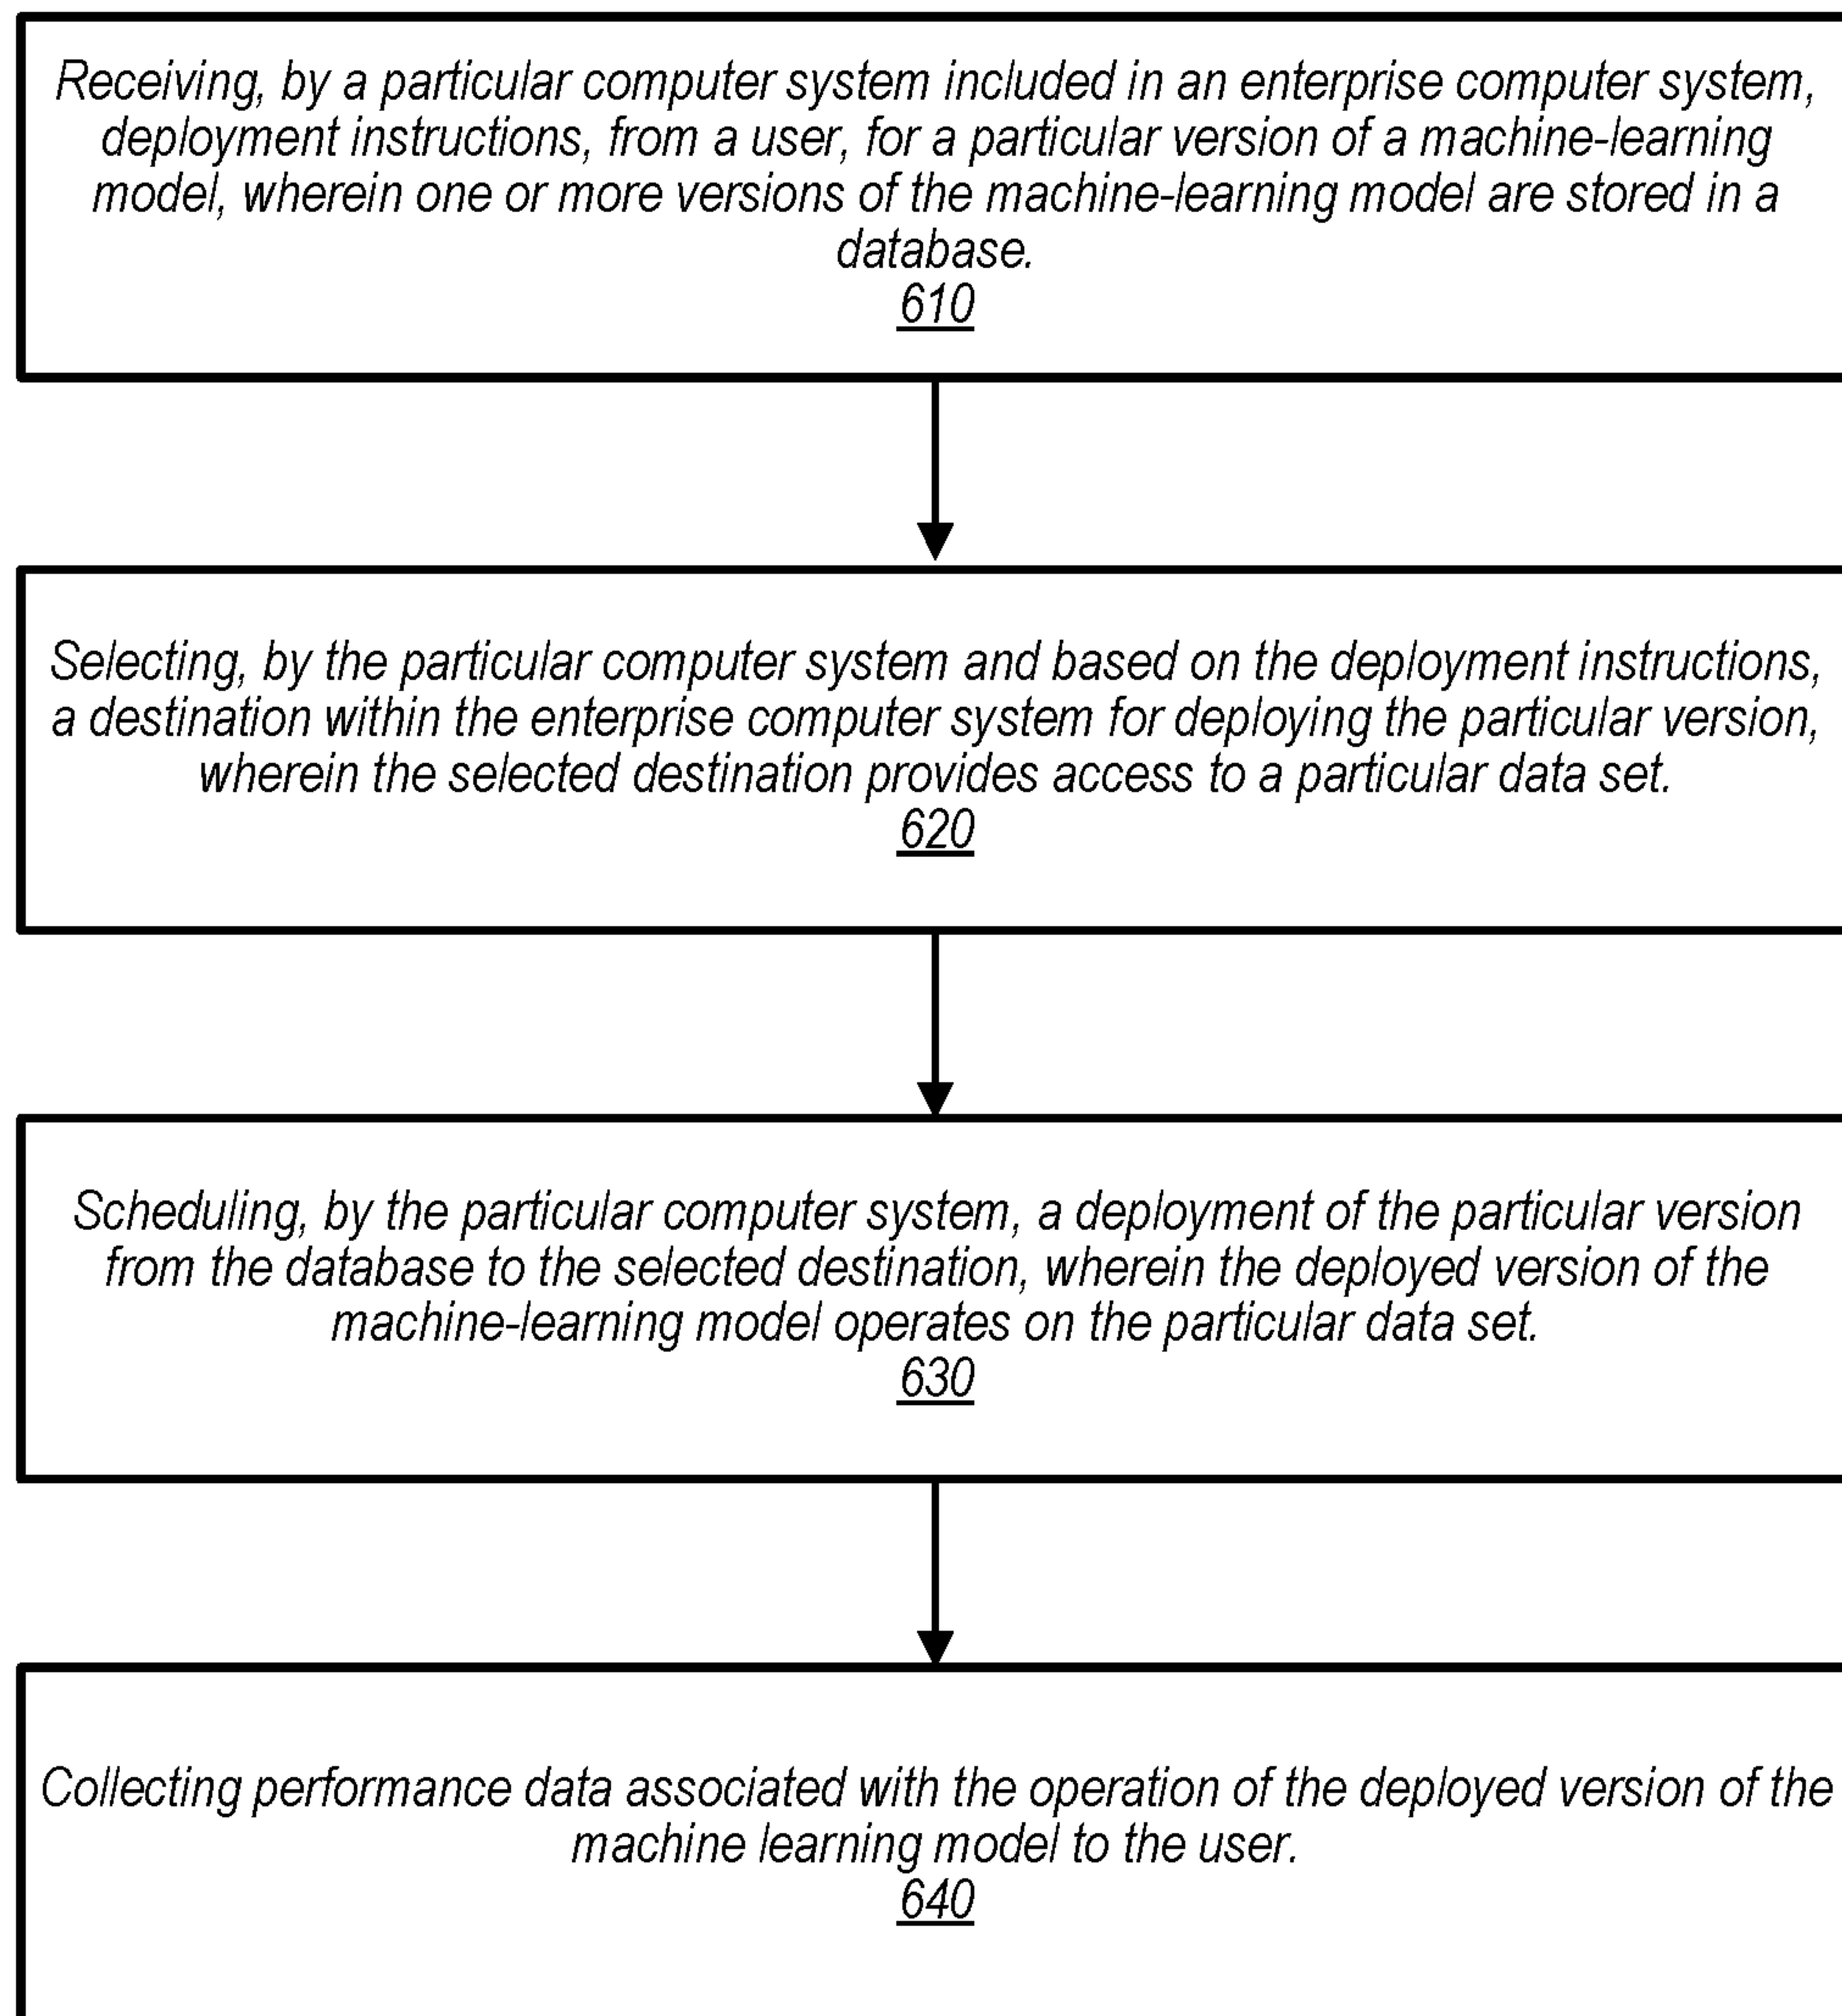 Receiving, by a particular computer system included in an enterprise computer system,
deployment instructions, from a user, for a particular version of a machine-learning
model, wherein one or more versions of the machine-learning model are stored in a
database.
610
Selecting, by the particular computer system and based on the deployment instructions,
a destination within the enterprise computer system for deploying the particular version,
wherein the selected destination provides access to a particular data set.
620
Scheduling, by the particular computer system, a deployment of the particular version
from the database to the selected destination, wherein the deployed version of the
machine-learning model operates on the particular data set.
630
Collecting performance data associated with the operation of the deployed version of the
machine learning model to the user.
640